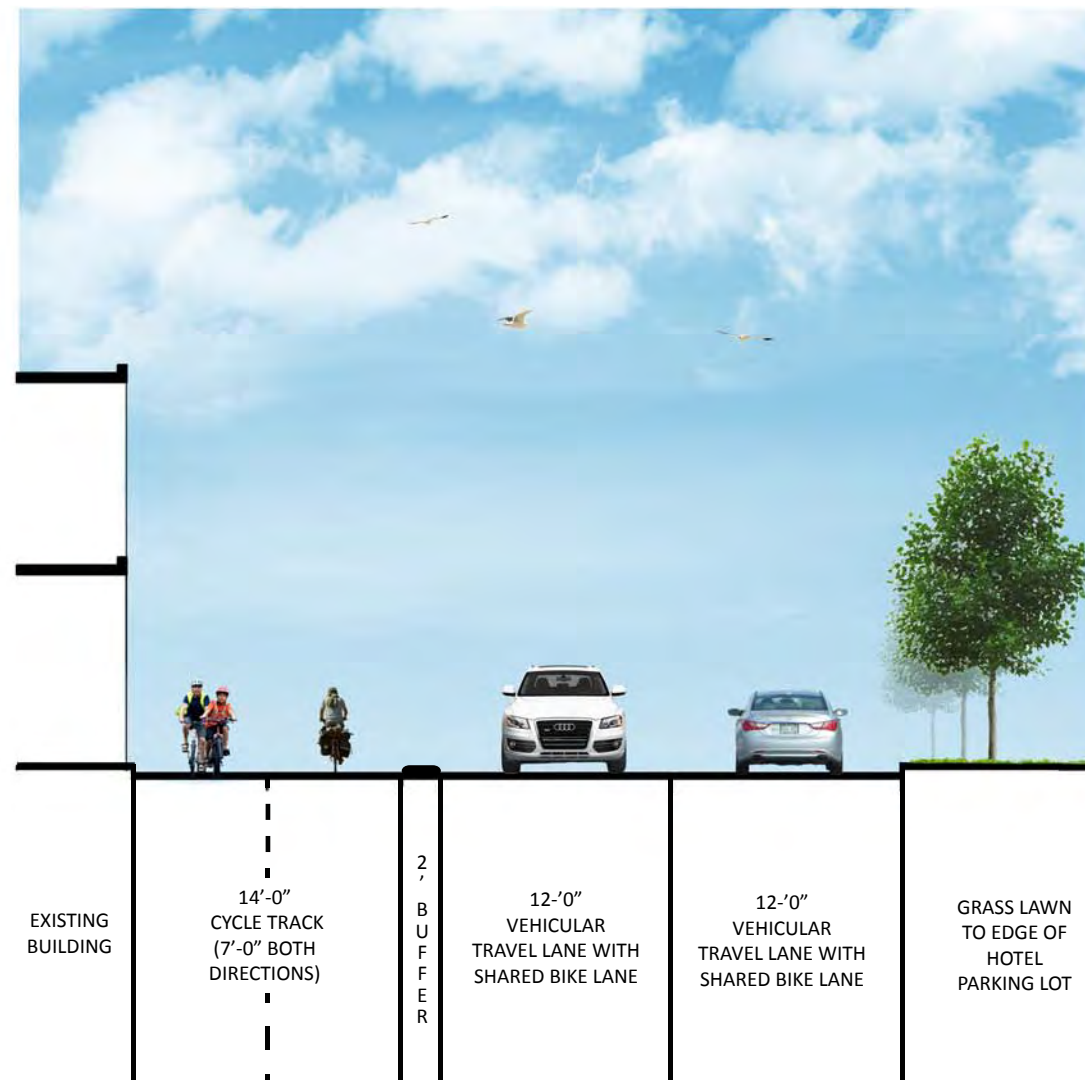 EXISTING
BUILDING
14’-0”
CYCLE TRACK
(7’-0” BOTH
DIRECTIONS)
2’ BUFFER
12-’0”
VEHICULAR
TRAVEL LANE WITH
SHARED BIKE LANE
12-’0”
VEHICULAR
TRAVEL LANE WITH
SHARED BIKE LANE
GRASS LAWN
TO EDGE OF
HOTEL
PARKING LOT